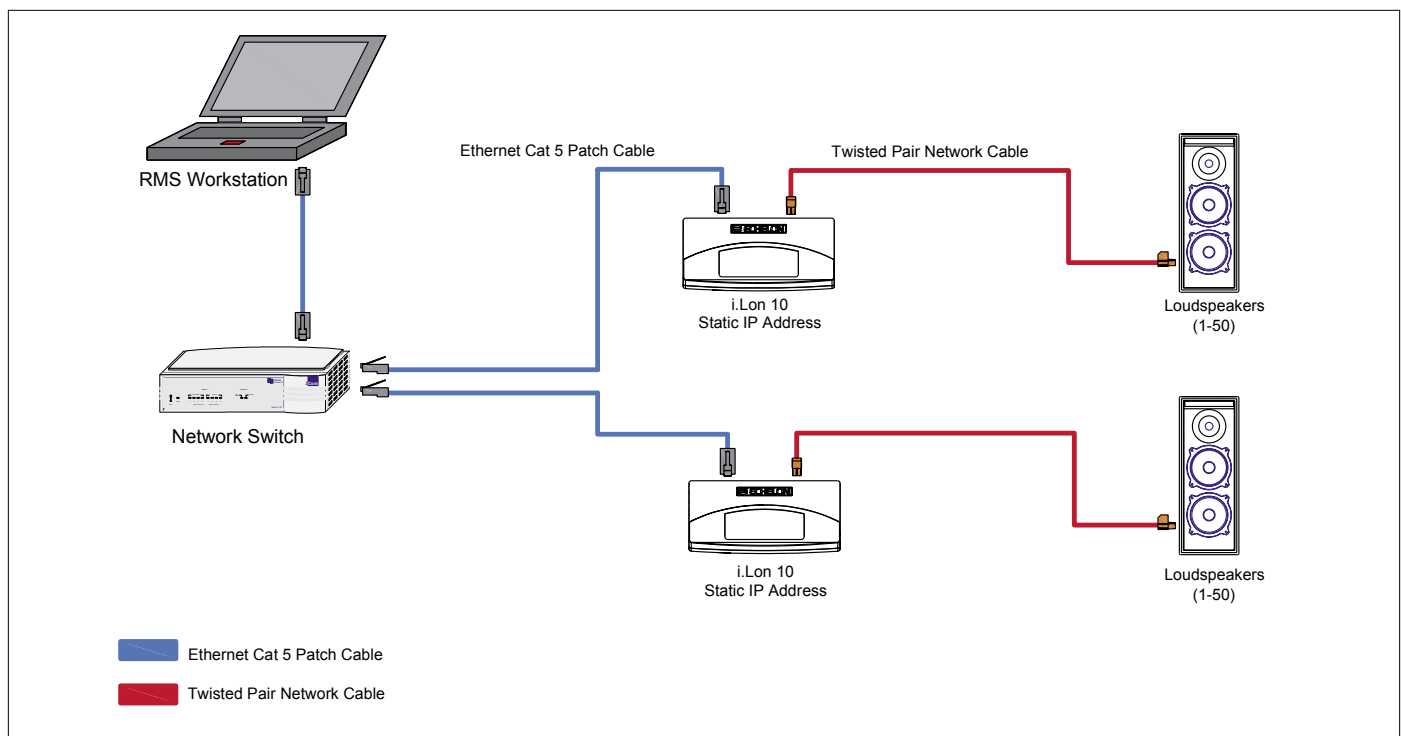 RMS Workstation
Ethernet Cat 5 Patch Cable
Twisted Pair Network Cable
ECHELON
i.Lon 10
Static IP Address
Loudspeakers
(1-50)
Network Switch
ECHELON
i.Lon 10
Static IP Address
Loudspeakers
(1-50)
Ethernet Cat 5 Patch Cable
Twisted Pair Network Cable